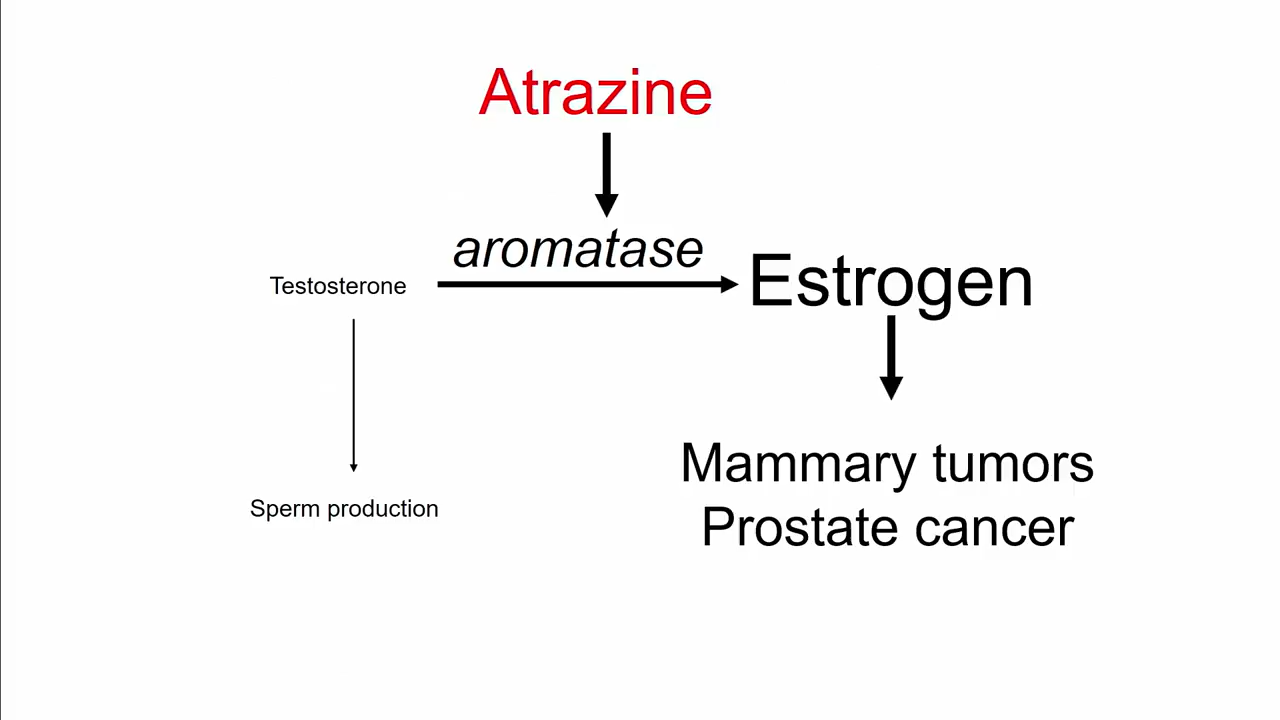 Atrazine
aromatase
Testosterone
Estrogen
Mammary tumors
Prostate cancer
Sperm production